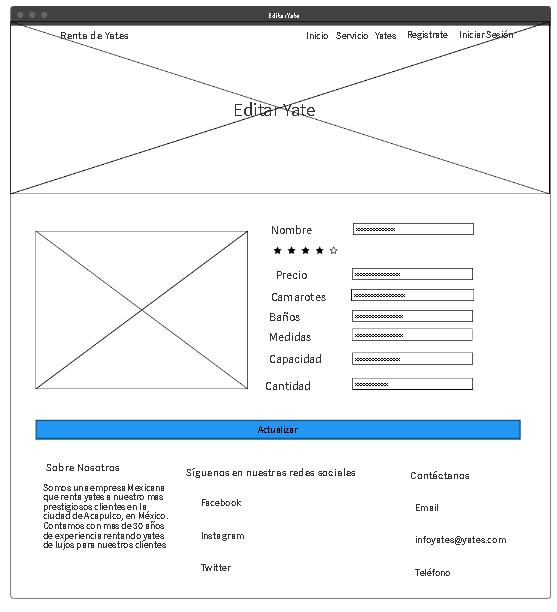 Editar Yate
Renta de Yates
Inicio Servicio Yates Registrate Iniciar Sesión
Editar Yate
Nombre xxxxxxxxxxxxx
Precio
Camarotes
Baños
Medidas
Capacidad
Cantidad
Actualizar
Sobre Nosotros
Somos una empresa Mexicana
que renta yates a nuestro mas
prestigiosos clientes en la
ciudad de Acapulco, en México.
Contamos con mas de 30 años
de experiencia rentando yates
de lujos para nuestros clientes
Síguenos en nuestras redes sociales
Facebook
Instagram
Twitter
Contáctanos
Email
infoyates@yates.com
Teléfono